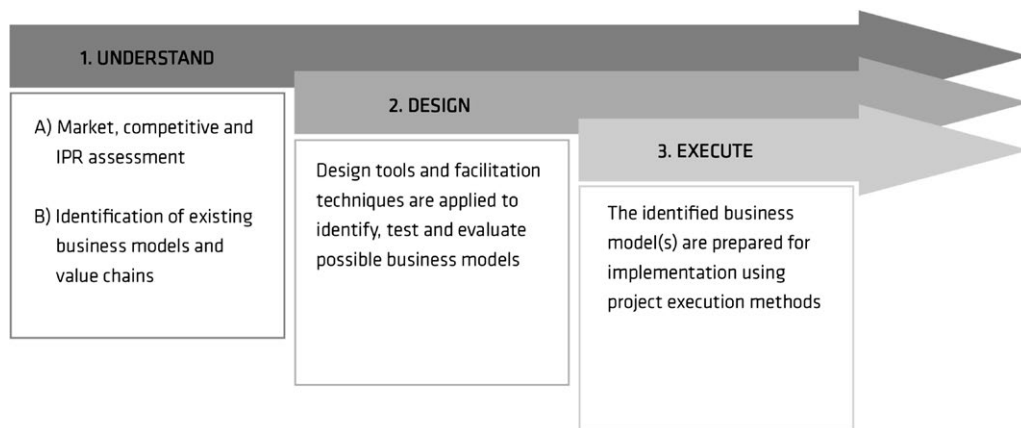 1. UNDERSTAND
A) Market, competitive and
IPR assessment
B) Identification of existing
business models and
value chains
2. DESIGN
Design tools and facilitation
techniques are applied to
identify, test and evaluate
possible business models
3. EXECUTE
The identified business
model(s) are prepared for
implementation using
project execution methods